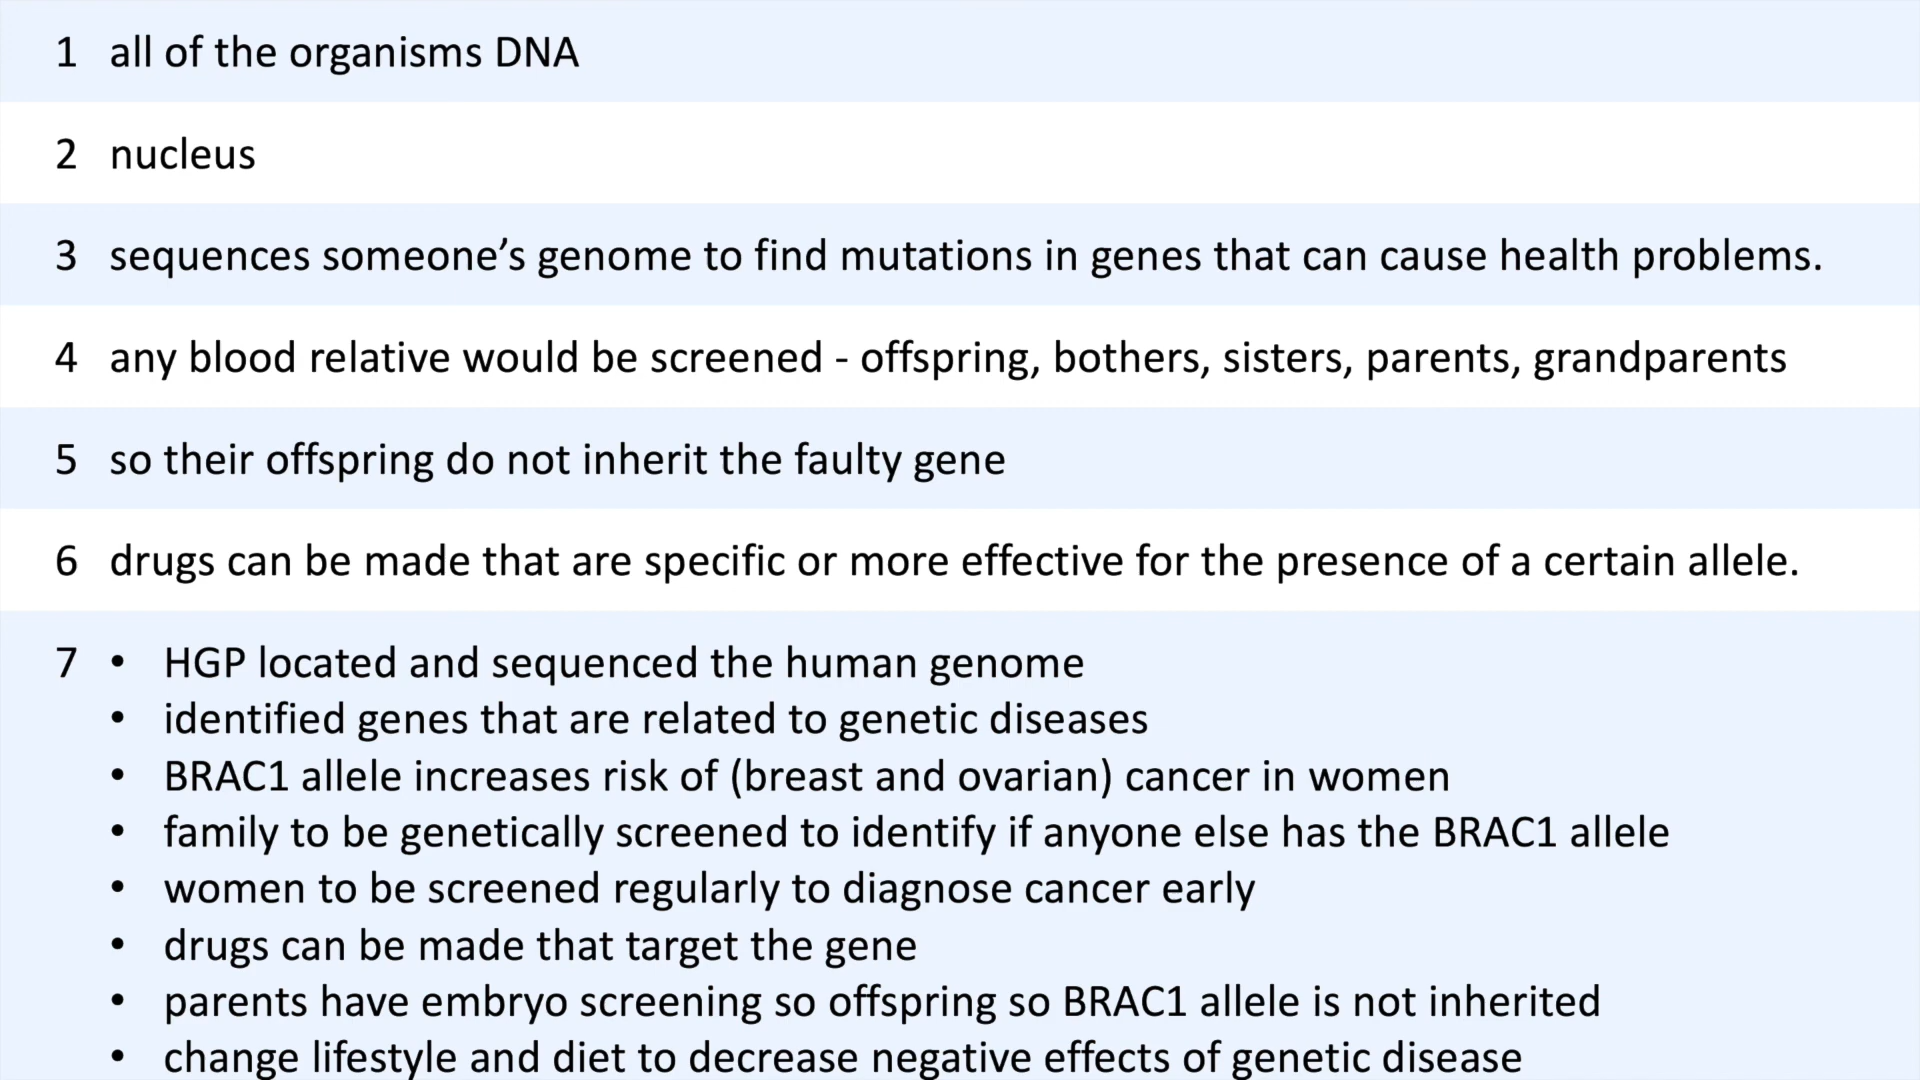 1 all of the organisms DNA
2 nucleus
3 sequences someone’s genome to find mutations in genes that can cause health problems.
4 any blood relative would be screened - offspring, bothers, sisters, parents, grandparents
5 so their offspring do not inherit the faulty gene
6 drugs can be made that are specific or more effective for the presence of a certain allele.
7 • HGP located and sequenced the human genome
• identified genes that are related to genetic diseases
• BRAC1 allele increases risk of (breast and ovarian) cancer in women
• family to be genetically screened to identify if anyone else has the BRAC1 allele
• women to be screened regularly to diagnose cancer early
• drugs can be made that target the gene
• parents have embryo screening so offspring so BRAC1 allele is not inherited
• change lifestyle and diet to decrease negative effects of genetic disease